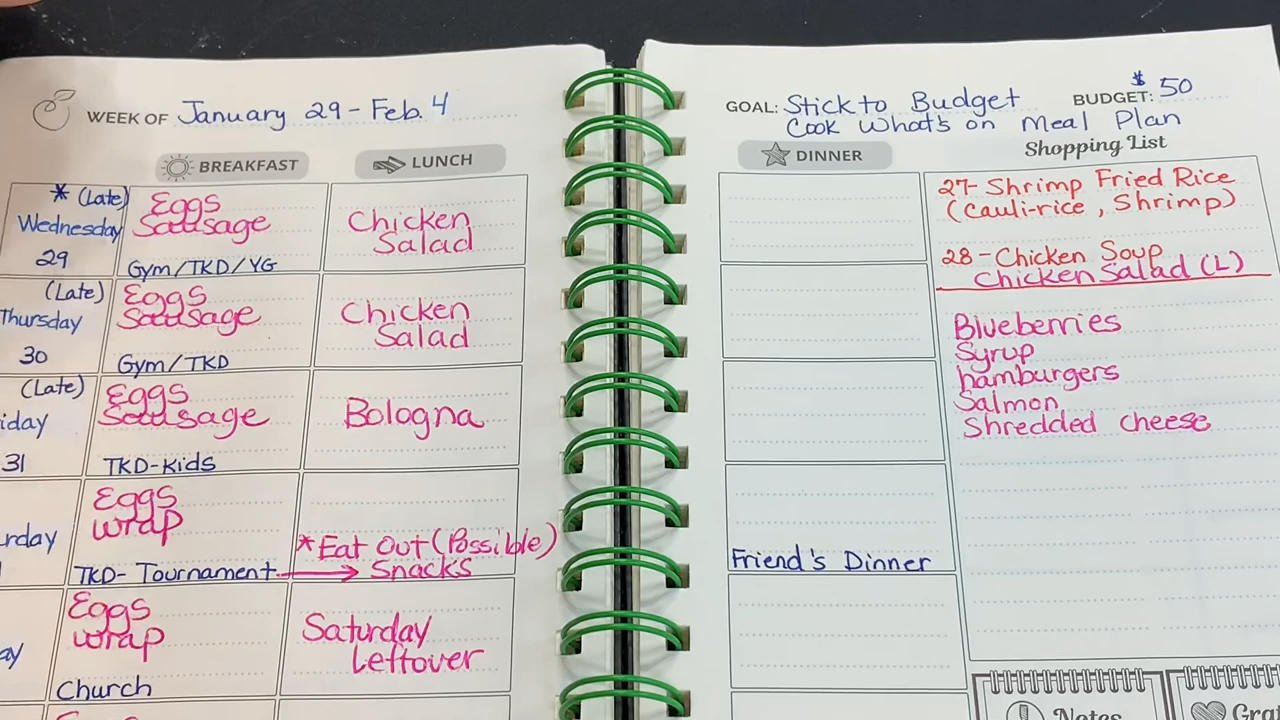 WEEK OF January 29 - Feb. 4
BREAKFAST
LUNCH
* (Late)
Wednesday
29
Eggs
Sausage
Gym/TKD/YG
Chicken
Salad
(Late)
Thursday
30
Eggs
Sausage
Gym/TKD
Chicken
Salad
(Late)
iday
31
Eggs
Sausage
TKD-Kids
Bologna
rday
Eggs
wrap
TKD- Tournament
*Eat Out (Possible)
Snacks
ay
Eggs
wrap
Church
Saturday
Leftover
GOAL: Stick to Budget
Cook What's on Meal Plan
BUDGET: $50
DINNER
Friend's Dinner
Shopping List
27- Shrimp Fried Rice
(Cauli-rice, Shrimp)
28- Chicken Soup
Chicken Salad (L)
Blueberries
Syrup
hamburgers
Salmon
Shredded cheese
Notes
Gra